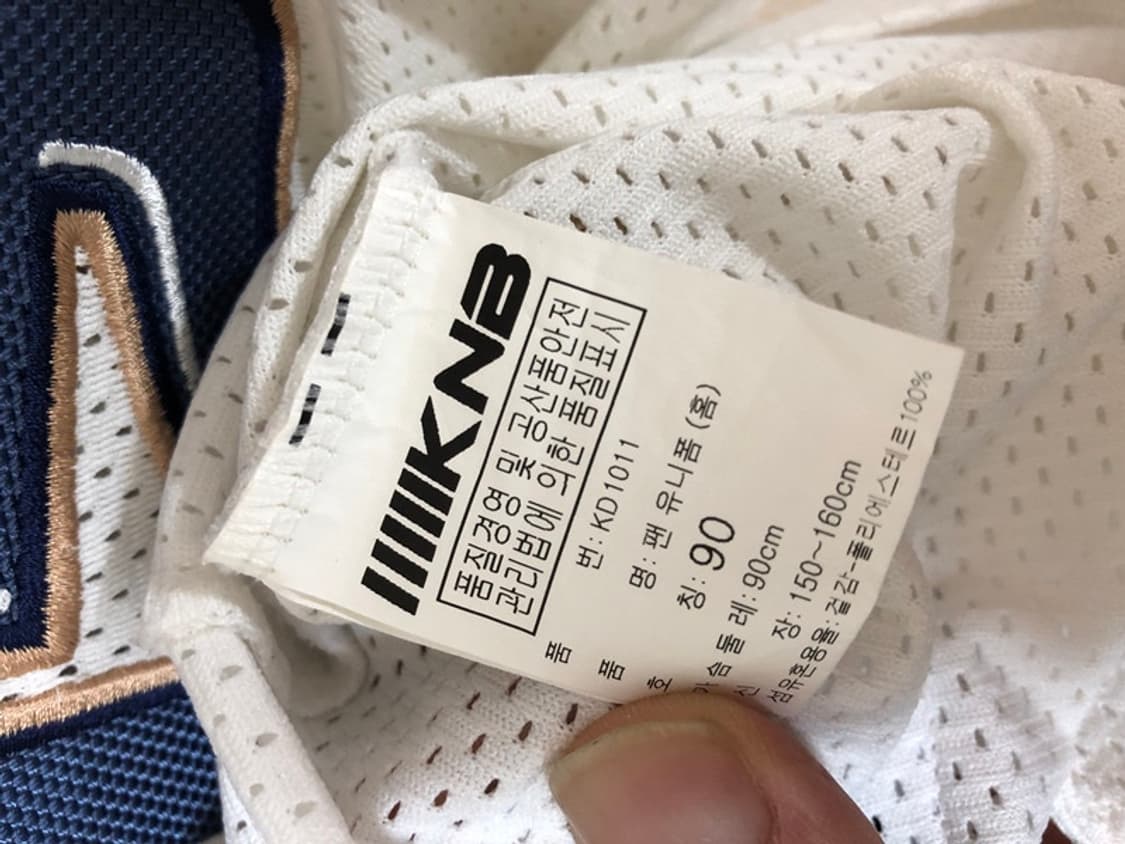 KNB
품질경영 및 공산품안전
관리법에 의한 품질표시
품 번: KD1011
품 명: 팬 유니폼 (홈)
호 칭: 90
가 슴 둘 레: 90cm
신 장: 150~160cm
섬유혼용율: 겉감-폴리에스테르100%